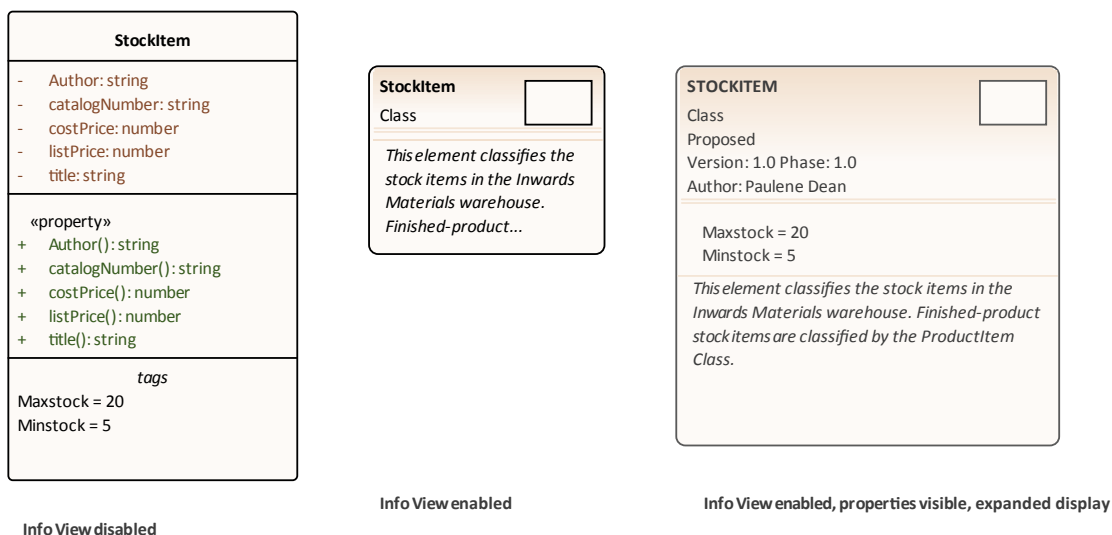 StockItem
- Author: string
- catalogNumber: string
- costPrice: number
- listPrice: number
- title: string
«property»
+ Author(): string
+ catalogNumber(): string
+ costPrice(): number
+ listPrice(): number
+ title(): string
tags
Maxstock = 20
Minstock = 5
Info View disabled
StockItem
Class
This element classifies the
stock items in the Inwards
Materials warehouse.
Finished-product...
Info View enabled
STOCKITEM
Class
Proposed
Version: 1.0 Phase: 1.0
Author: Paulene Dean
Maxstock = 20
Minstock = 5
This element classifies the stock items in the
Inwards Materials warehouse. Finished-product
stock items are classified by the ProductItem
Class.
Info View enabled, properties visible, expanded display